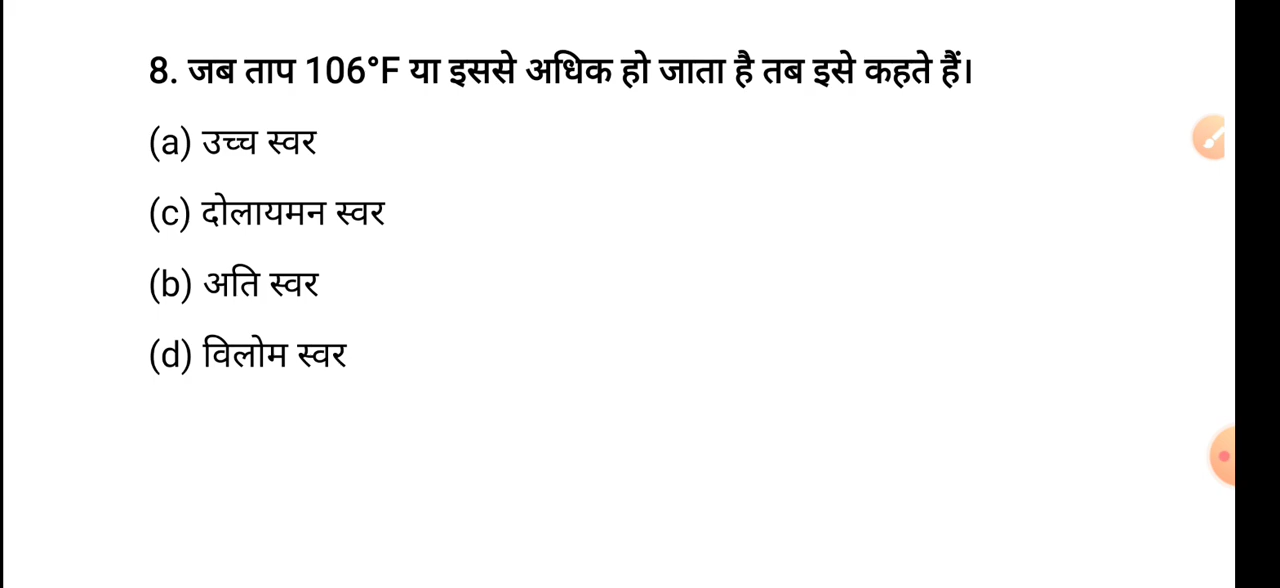 8. जब ताप 106°F या इससे अधिक हो जाता है तब इसे कहते हैं।
(a) उच्च स्वर
(c) दोलायमन स्वर
(b) अति स्वर
(d) विलोम स्वर